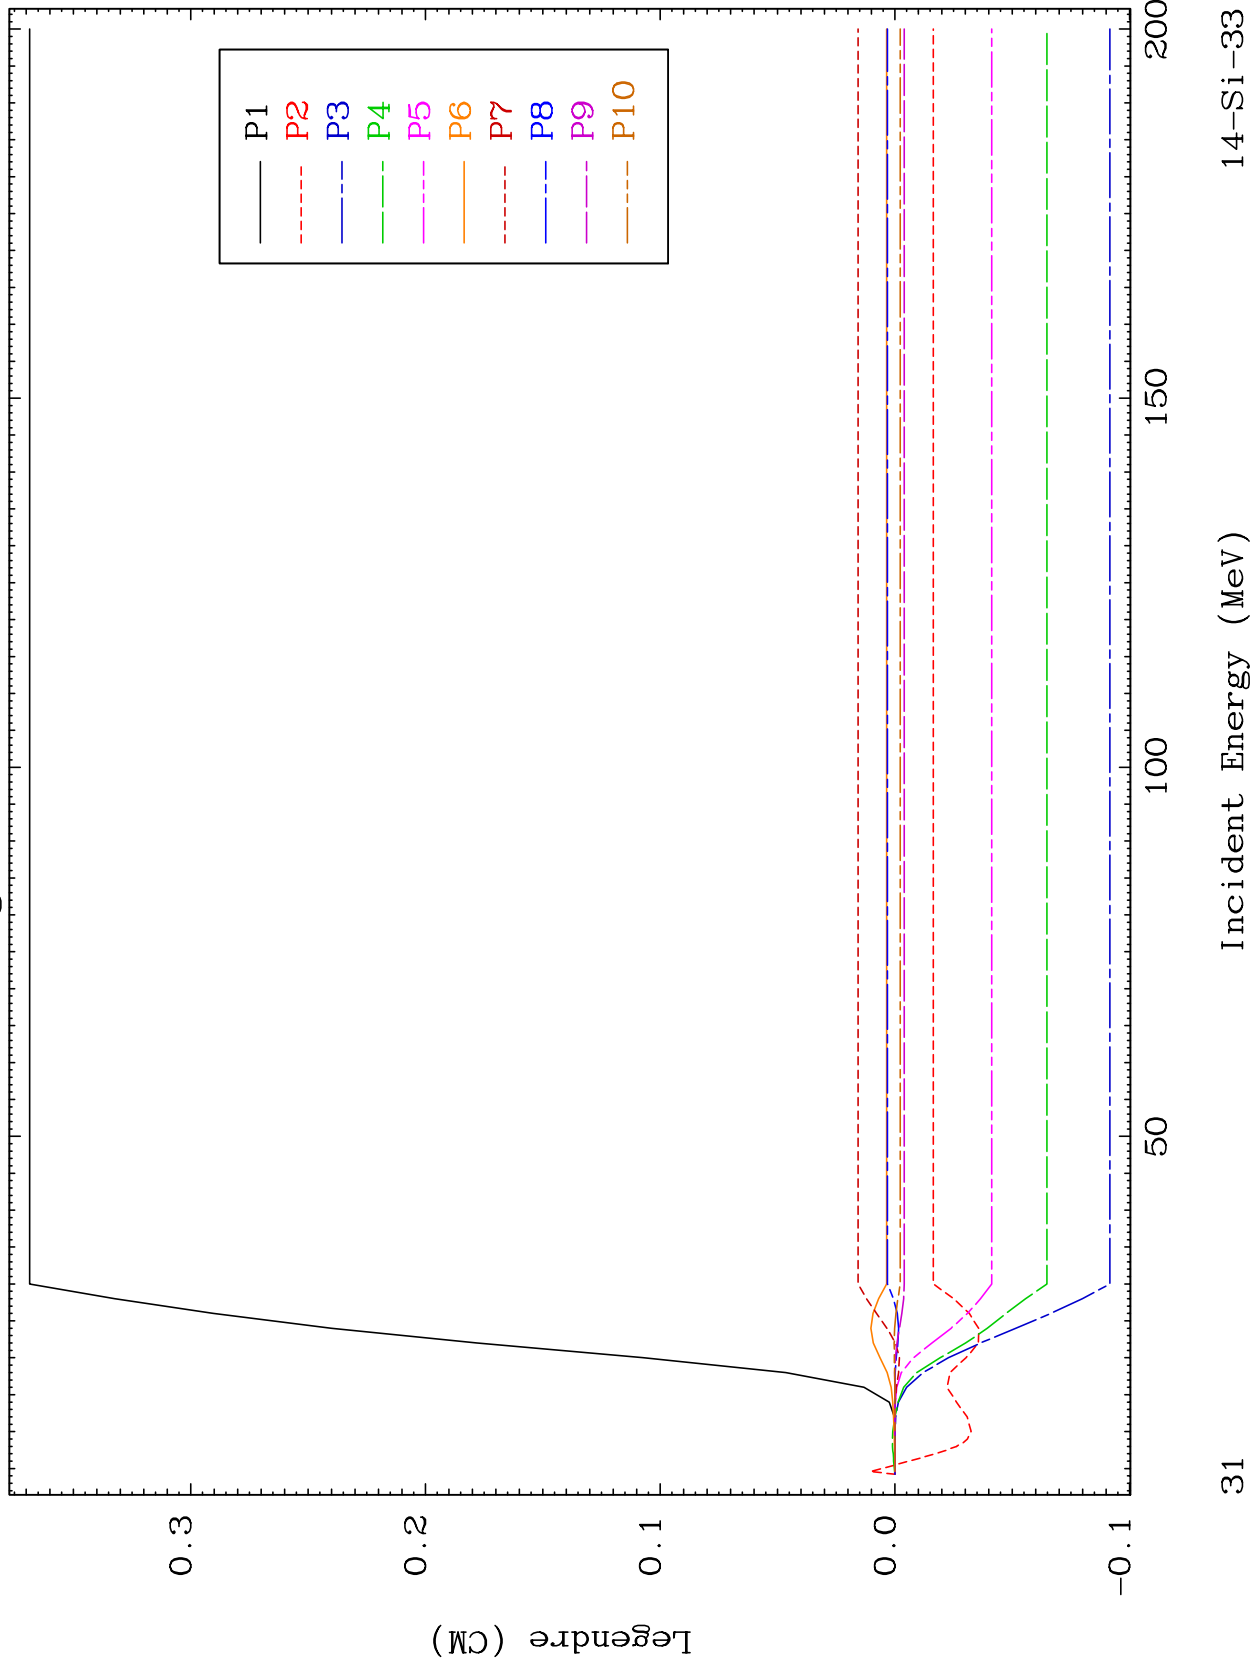 P1
P2
P3
P4
P5
P6
P7
P8
P9
P10
0.3
0.2
0.1
0.0
-0.1
50
100
150
200
Legendre (CM)
Incident Energy (MeV)
31
14-Si-33